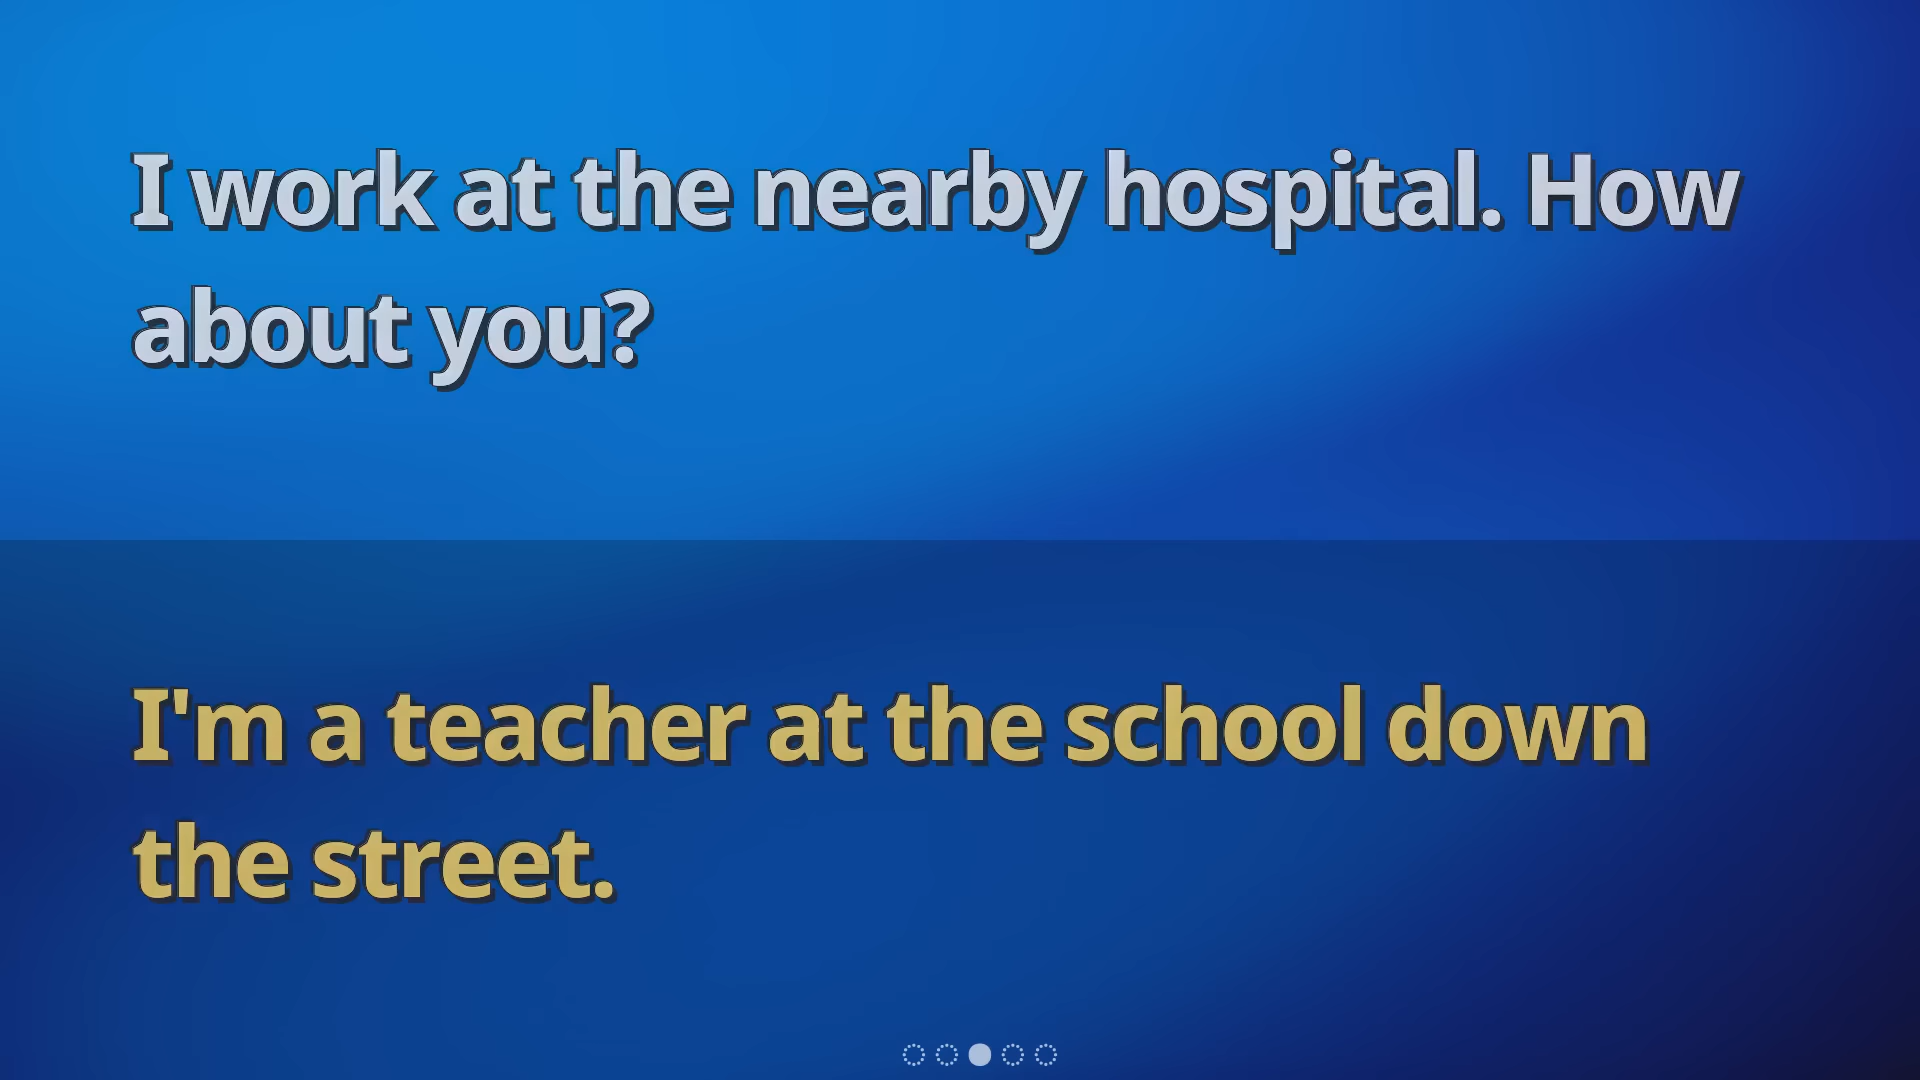 I work at the nearby hospital. How
about you?
I'm a teacher at the school down
the street.